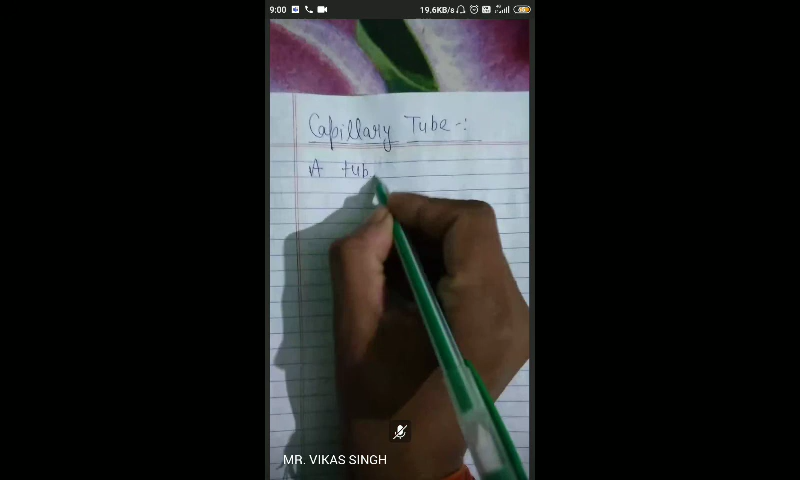 9:00 19.6KB/s
Capillary Tube -:
A tub
MR. VIKAS SINGH